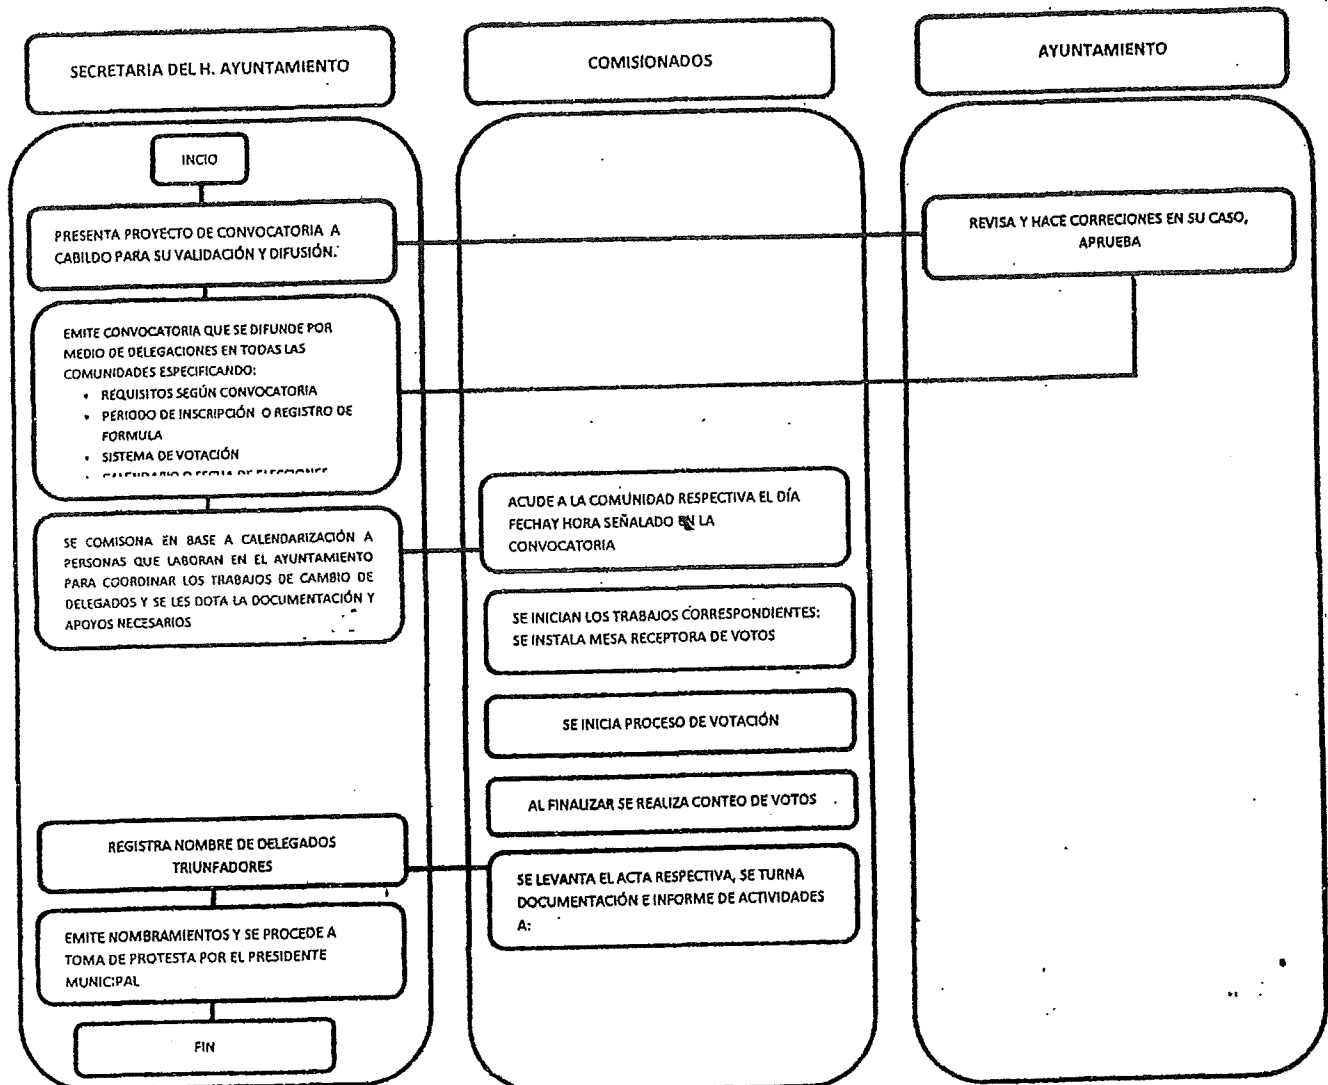 SECRETARIA DEL H. AYUNTAMIENTO
COMISIONADOS
AYUNTAMIENTO
INCIO
PRESENTA PROYECTO DE CONVOCATORIA A
CABILDO PARA SU VALIDACIÓN Y DIFUSIÓN.
REVISA Y HACE CORRECIONES EN SU CASO,
APRUEBA
EMITE CONVOCATORIA QUE SE DIFUNDE POR
MEDIO DE DELEGACIONES EN TODAS LAS
COMUNIDADES ESPECIFICANDO:
• REQUISITOS SEGÚN CONVOCATORIA
• PERIODO DE INSCRIPCIÓN O REGISTRO DE
FORMULA
• SISTEMA DE VOTACIÓN
• CALENDARIO O FECHA DE ELECCIONES
SE COMISONA EN BASE A CALENDARIZACIÓN A
PERSONAS QUE LABORAN EN EL AYUNTAMIENTO
PARA COORDINAR LOS TRABAJOS DE CAMBIO DE
DELEGADOS Y SE LES DOTA LA DOCUMENTACIÓN Y
APOYOS NECESARIOS
ACUDE A LA COMUNIDAD RESPECTIVA EL DÍA
FECHAY HORA SEÑALADO EN LA
CONVOCATORIA
SE INICIAN LOS TRABAJOS CORRESPONDIENTES:
SE INSTALA MESA RECEPTORA DE VOTOS
SE INICIA PROCESO DE VOTACIÓN
AL FINALIZAR SE REALIZA CONTEO DE VOTOS
SE LEVANTA EL ACTA RESPECTIVA, SE TURNA
DOCUMENTACIÓN E INFORME DE ACTIVIDADES
A:
REGISTRA NOMBRE DE DELEGADOS
TRIUNFADORES
EMITE NOMBRAMIENTOS Y SE PROCEDE A
TOMA DE PROTESTA POR EL PRESIDENTE
MUNICIPAL
FIN